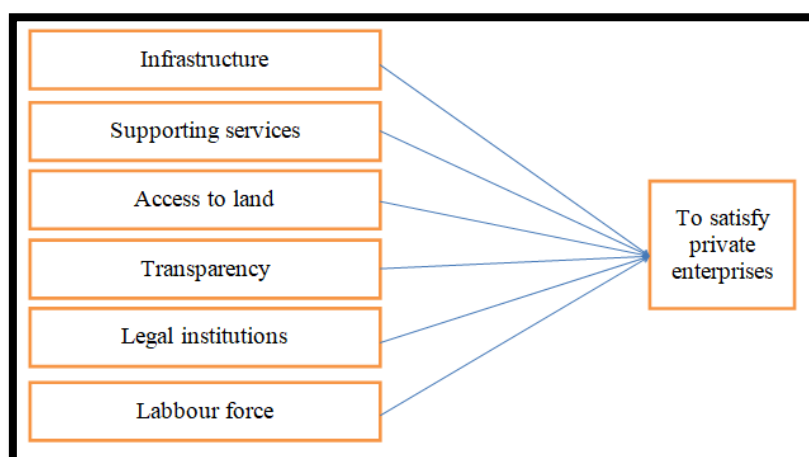 Infrastructure
Supporting services
Access to land
Transparency
Legal institutions
Labbour force
To satisfy
private
enterprises